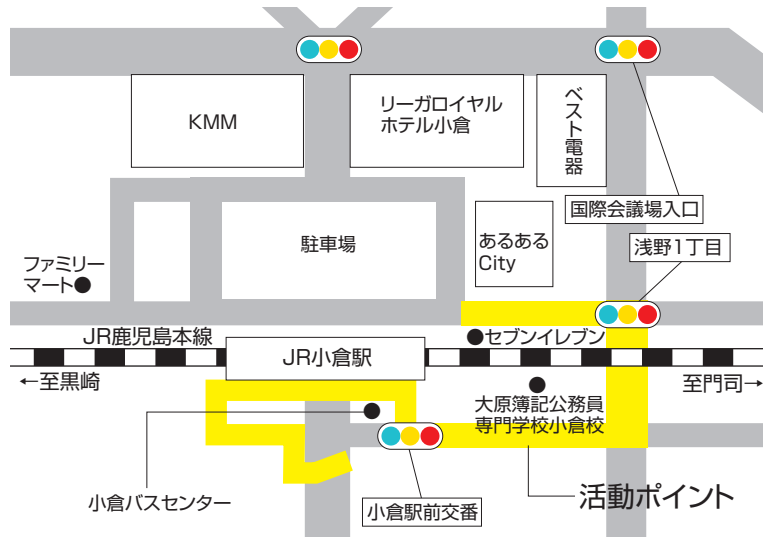 KMM
リーガロイヤル
ホテル小倉
ベスト電器
国際会議場入口
浅野1丁目
駐車場
あるある
City
ファミリー
マート
JR鹿児島本線
セブンイレブン
JR小倉駅
←至黒崎
至門司→
大原簿記公務員
専門学校小倉校
小倉バスセンター
小倉駅前交番
活動ポイント